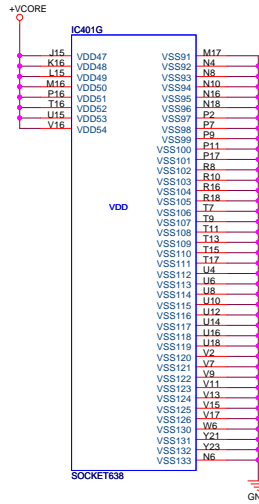 +VCORE
IC401G
J15 VDD47 VSS91 M17
K16 VDD48 VSS92 N4
L15 VDD49 VSS93 N8
M16 VDD50 VSS94 N10
P16 VDD51 VSS95 N16
T16 VDD52 VSS96 N18
U15 VDD53 VSS97 P2
V16 VDD54 VSS98 P7
VSS99 P9
VSS100 P11
VSS101 P17
VSS102 R8
VSS103 R10
VSS104 R16
VSS105 R18
VDD VSS106 T7
VSS107 T9
VSS108 T11
VSS109 T13
VSS110 T15
VSS111 T17
VSS112 U4
VSS113 U6
VSS114 U8
VSS115 U10
VSS116 U12
VSS117 U14
VSS118 U16
VSS119 U18
VSS120 V2
VSS121 V7
VSS122 V9
VSS123 V11
VSS124 V13
VSS125 V15
VSS126 V17
VSS130 W6
VSS131 Y21
VSS132 Y23
VSS133 N6
SOCKET638